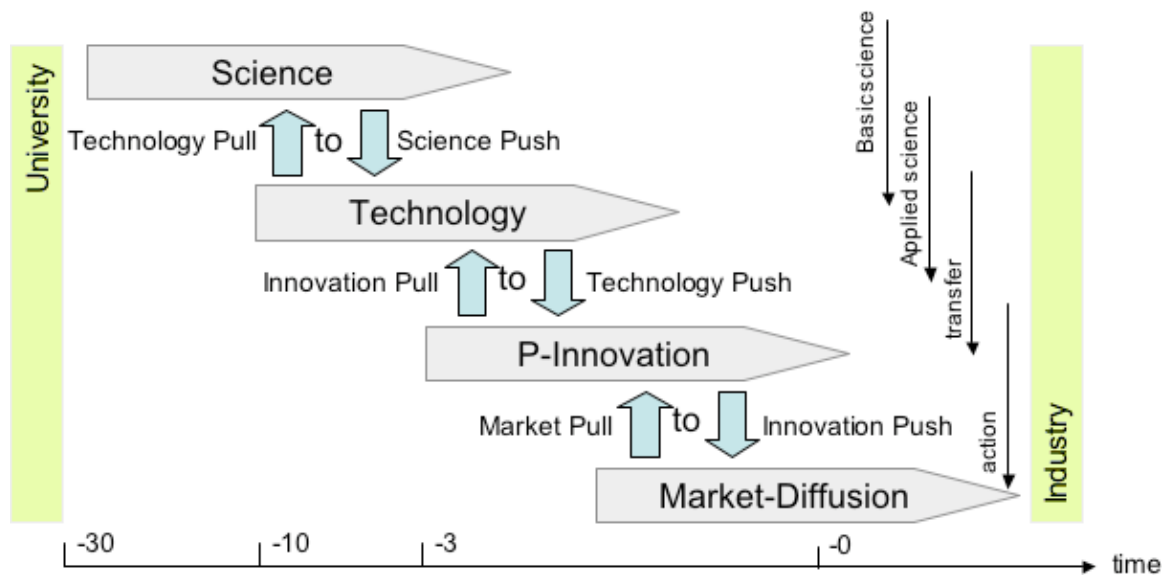 University
Science
Technology Pull to Science Push
Technology
Innovation Pull to Technology Push
P-Innovation
Market Pull to Innovation Push
Market-Diffusion
Basicscience
Applied science
transfer
action
Industry
-30 -10 -3 -0 time